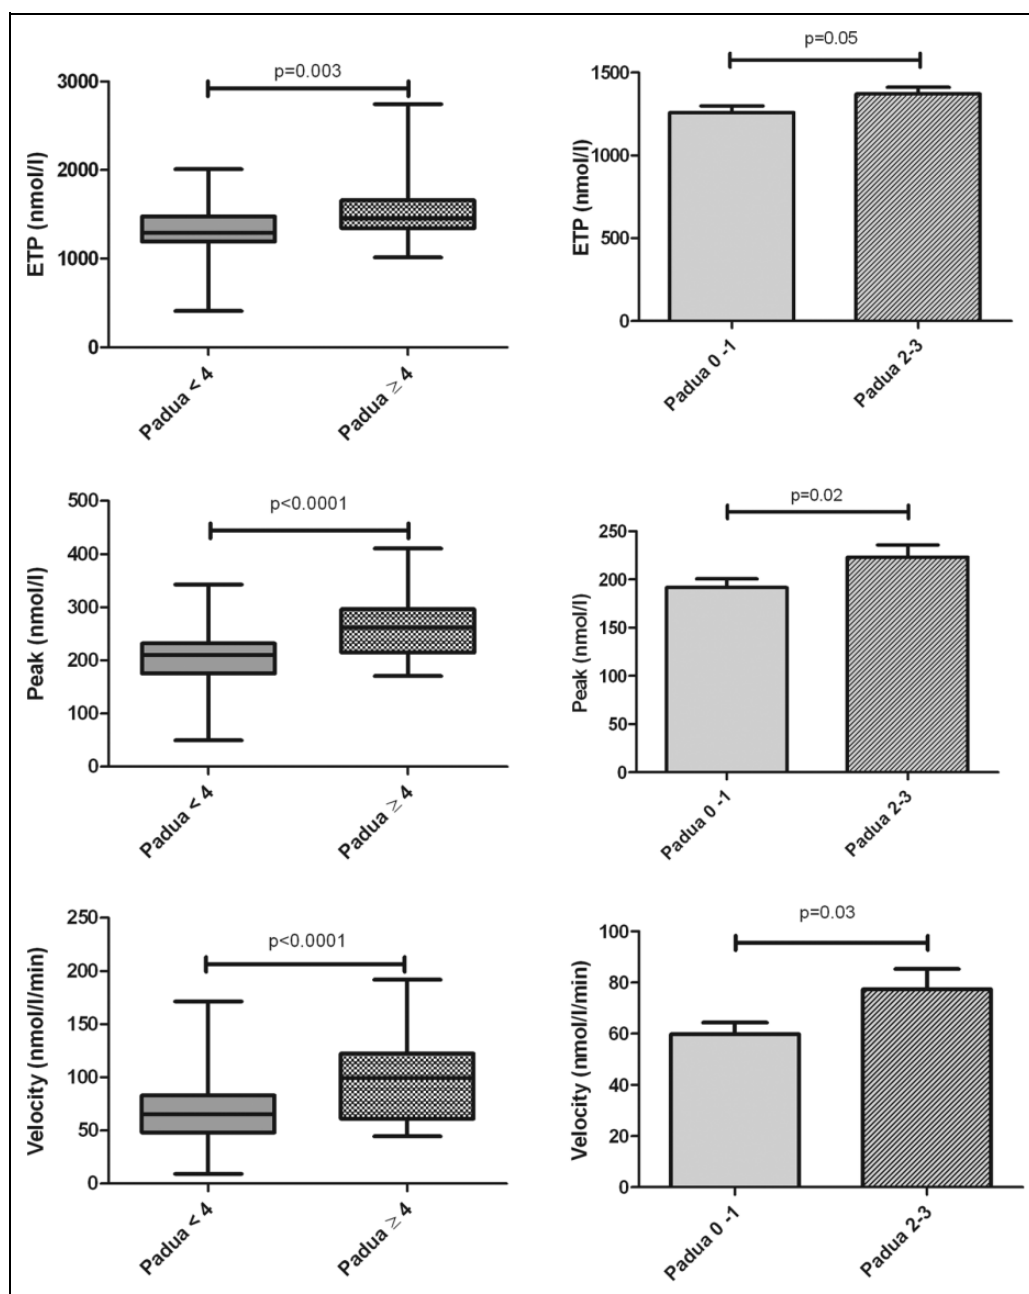 p=0.003
3000
2000
1000
0
ETP (nmol/l)
Padua < 4
Padua ≥ 4
p=0.05
1500
1000
500
0
ETP (nmol/l)
Padua 0 -1
Padua 2-3
p<0.0001
500
400
300
200
100
0
Peak (nmol/l)
Padua < 4
Padua ≥ 4
p=0.02
250
200
150
100
50
0
Peak (nmol/l)
Padua 0 -1
Padua 2-3
p<0.0001
250
200
150
100
50
0
Velocity (nmol/l/min)
Padua < 4
Padua ≥ 4
p=0.03
100
80
60
40
20
0
Velocity (nmol/l/min)
Padua 0 -1
Padua 2-3